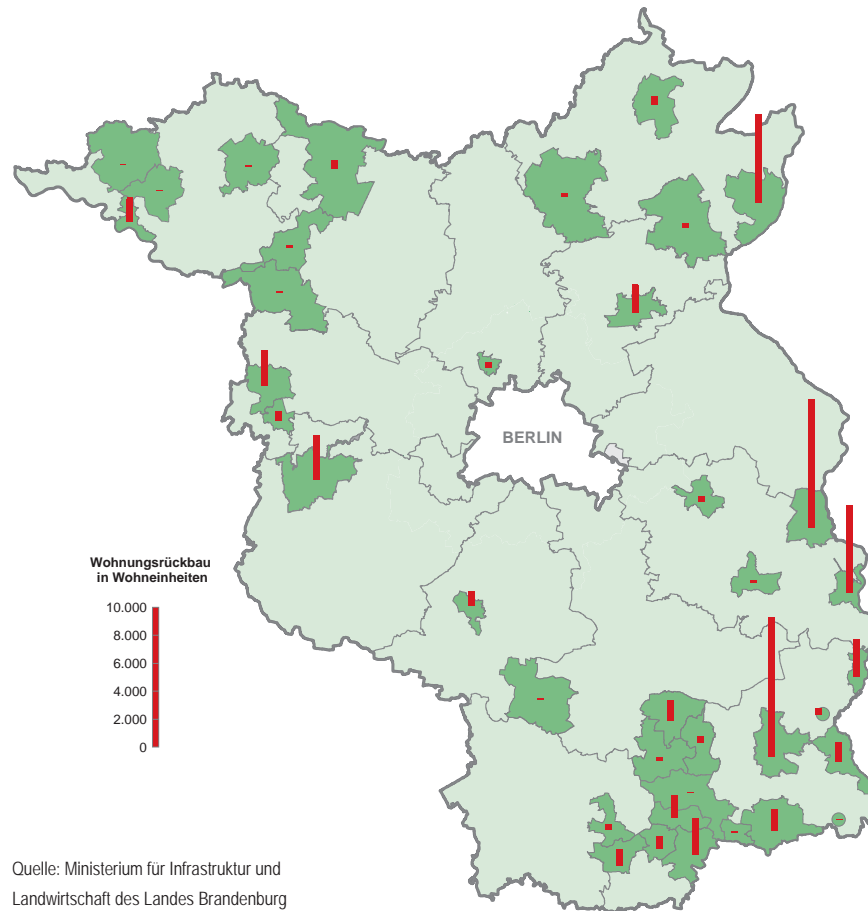 BERLIN
Wohnungsrückbau
in Wohneinheiten
10.000
8.000
6.000
4.000
2.000
0
Quelle: Ministerium für Infrastruktur und
Landwirtschaft des Landes Brandenburg